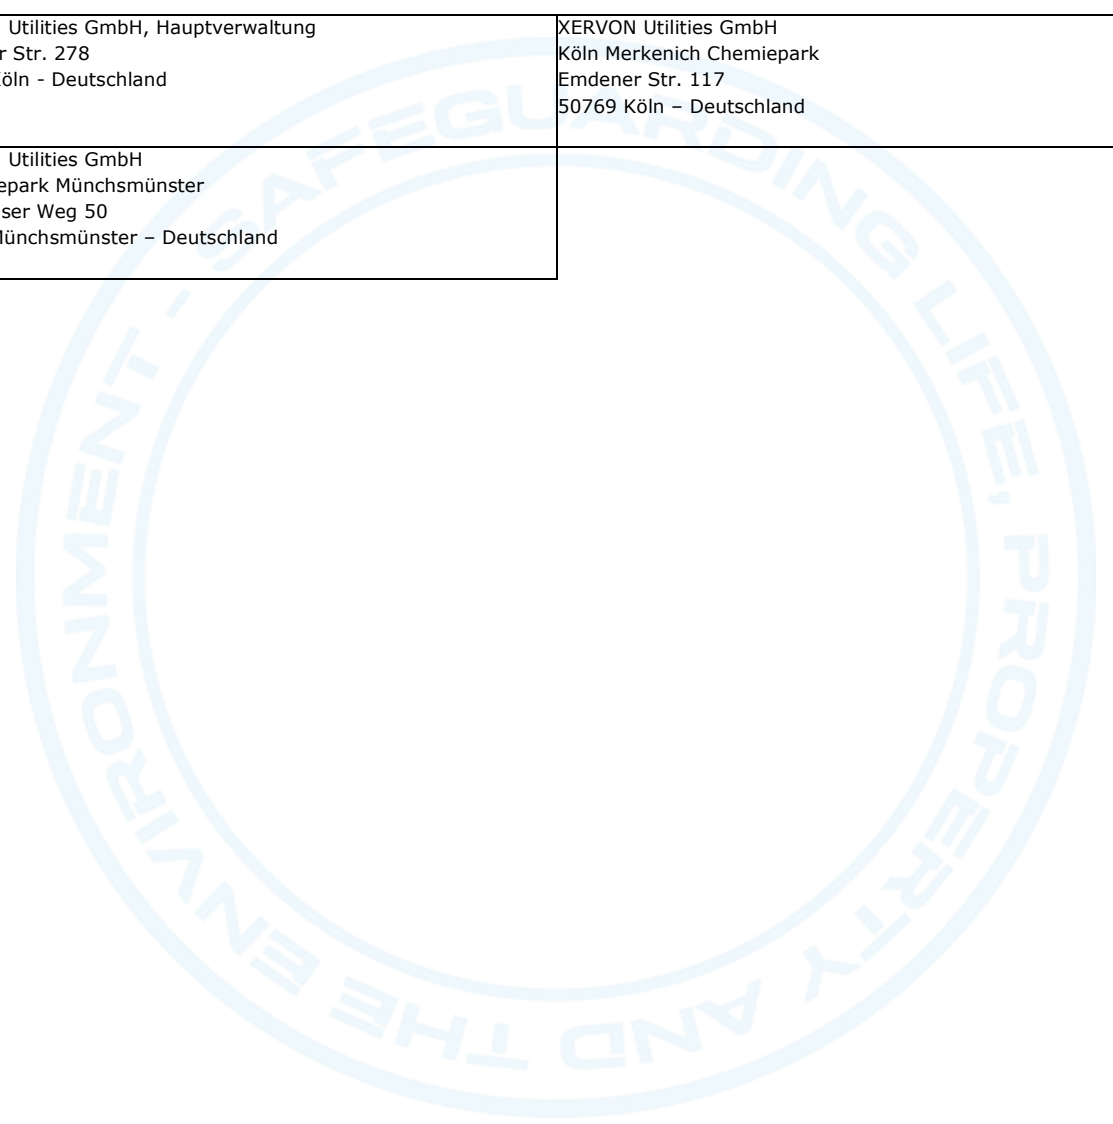 Utilities GmbH, Hauptverwaltung
r Str. 278
öln - Deutschland
XERVON Utilities GmbH
Köln Merkenich Chemiepark
Emdener Str. 117
50769 Köln – Deutschland
Utilities GmbH
epark Münchsmünster
ser Weg 50
Münchsmünster – Deutschland
SAFEGUARDING LIFE, PROPERTY AND THE ENVIRONMENT -